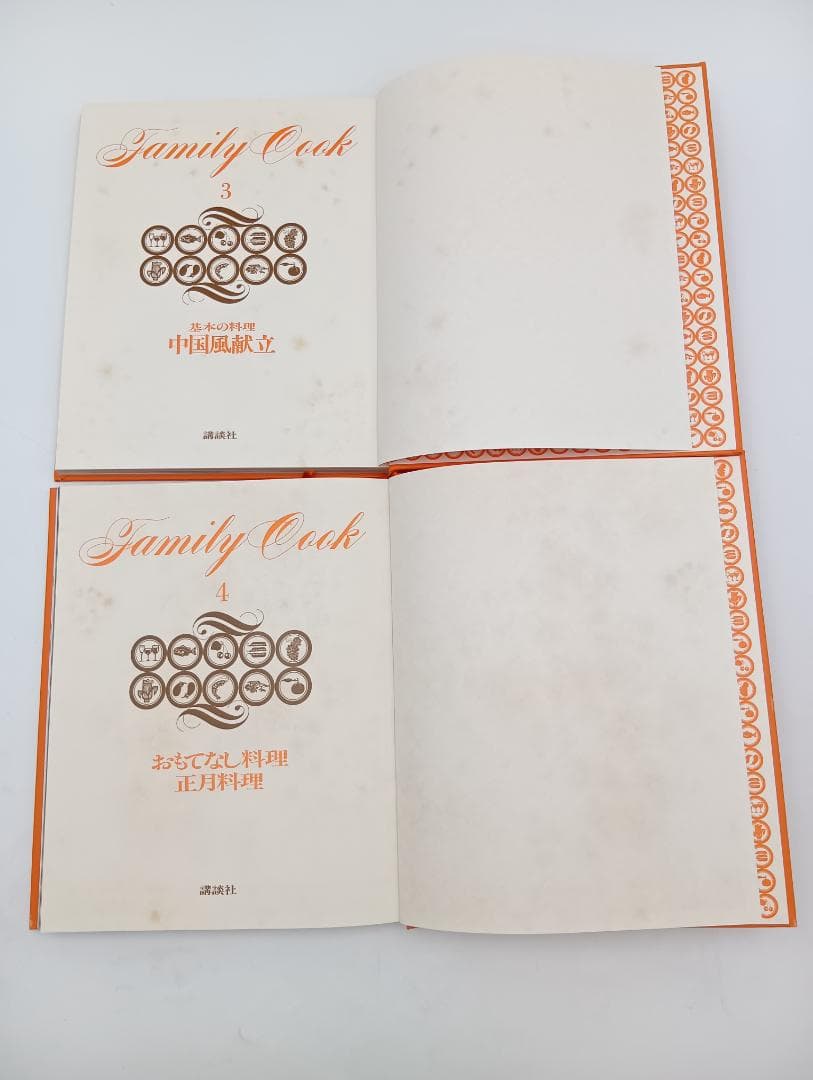 Family Cook
3
基本の料理
中国風献立
講談社
Family Cook
4
おもてなし料理
正月料理
講談社